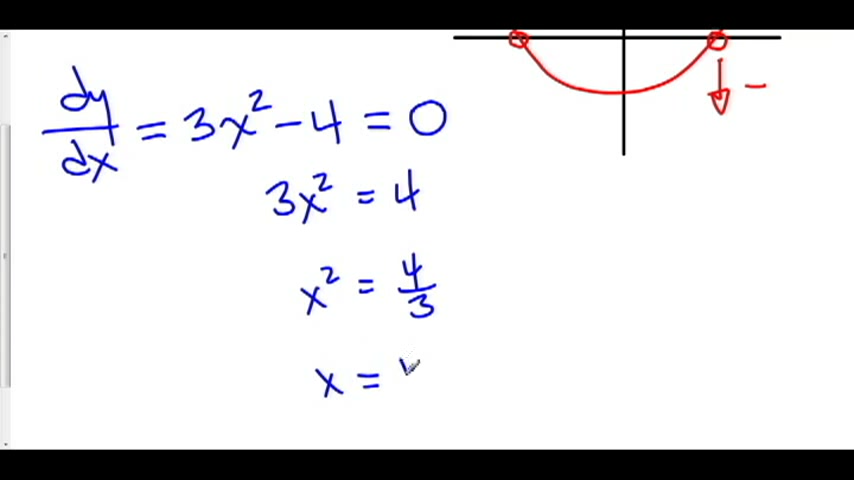 dy/dx = 3x² - 4 = 0
3x² = 4
x² = 4/3
x =
-